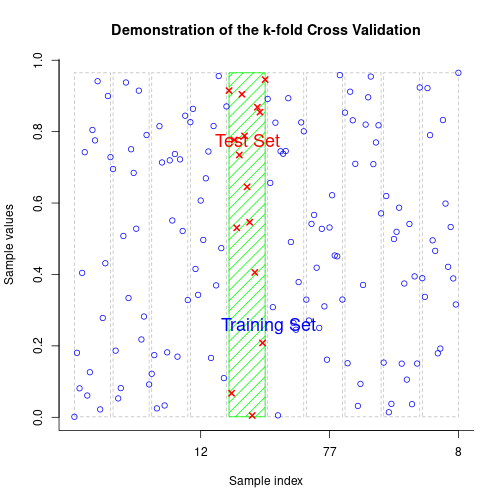 Demonstration of the k-fold Cross Validation
Sample values
1.0
0.8
0.6
0.4
0.2
0.0
Test Set
Training Set
12
77
8
Sample index